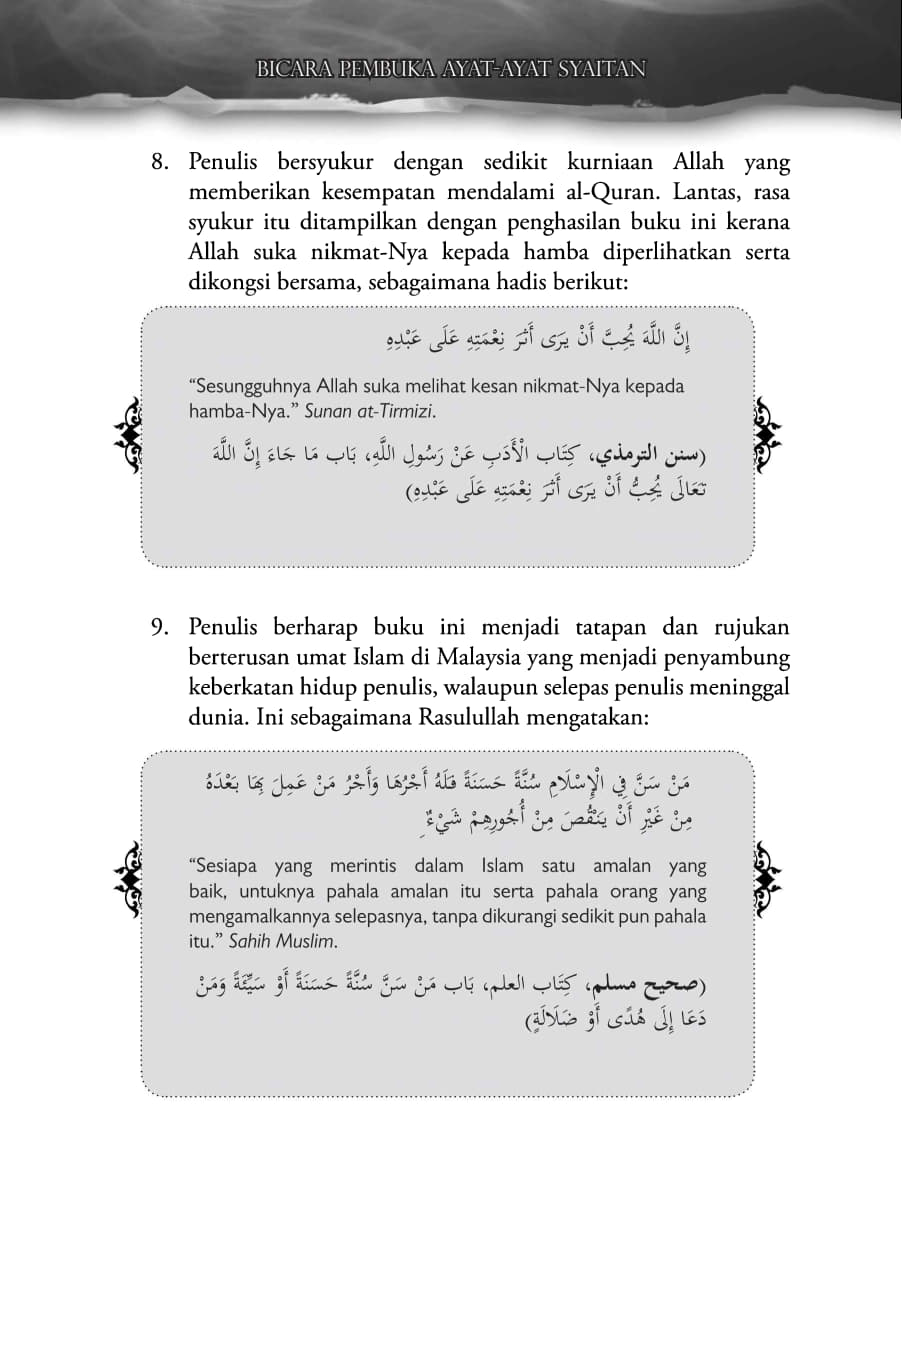 BICARA PEMBUKA AYAT-AYAT SYAITAN
8. Penulis bersyukur dengan sedikit kurniaan Allah yang
memberikan kesempatan mendalami al-Quran. Lantas, rasa
syukur itu ditampilkan dengan penghasilan buku ini kerana
Allah suka nikmat-Nya kepada hamba diperlihatkan serta
dikongsi bersama, sebagaimana hadis berikut:
إِنَّ اللَّهَ يُحِبَّ أَنْ يَرَى أَثَرَ نِعْمَتِهِ عَلَى عَبْدِهِ
“Sesungguhnya Allah suka melihat kesan nikmat-Nya kepada
hamba-Nya.” Sunan at-Tirmizi.
(سنن الترمذي، كِتَاب الْأَدَبِ عَنْ رَسُولِ اللَّهِ، بَاب مَا جَاءَ إِنَّ اللَّهَ
تَعَالَى يُحِبُّ أَنْ يَرَى أَثَرَ نِعْمَتِهِ عَلَى عَبْدِهِ)
9. Penulis berharap buku ini menjadi tatapan dan rujukan
berterusan umat Islam di Malaysia yang menjadi penyambung
keberkatan hidup penulis, walaupun selepas penulis meninggal
dunia. Ini sebagaimana Rasulullah mengatakan:
مَنْ سَنَّ فِي الْإِسْلَامِ سُنَّةً حَسَنَةً فَلَهُ أَجْرُهَا وَأَجْرُ مَنْ عَمِلَ بِهَا بَعْدَهُ
مِنْ غَيْرِ أَنْ يَنْقُصَ مِنْ أُجُورِهِمْ شَيْءٌ
“Sesiapa yang merintis dalam Islam satu amalan yang
baik, untuknya pahala amalan itu serta pahala orang yang
mengamalkannya selepasnya, tanpa dikurangi sedikit pun pahala
itu.” Sahih Muslim.
(صحيح مسلم، كِتَاب العلم، بَاب مَنْ سَنَّ سُنَّةً حَسَنَةً أَوْ سَيِّئَةً وَمَنْ
دَعَا إِلَى هُدًى أَوْ ضَلَالَةٍ)